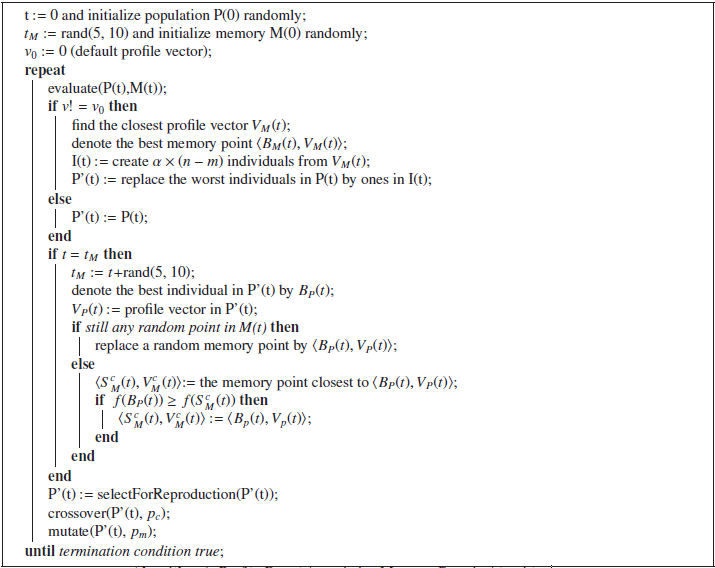 t := 0 and initialize population P(0) randomly;
t_M := rand(5, 10) and initialize memory M(0) randomly;
v_0 := 0 (default profile vector);
repeat
evaluate(P(t),M(t));
if v! = v_0 then
find the closest profile vector V_M(t);
denote the best memory point ⟨B_M(t), V_M(t)⟩;
I(t) := create α × (n − m) individuals from V_M(t);
P'(t) := replace the worst individuals in P(t) by ones in I(t);
else
P'(t) := P(t);
end
if t = t_M then
t_M := t+rand(5, 10);
denote the best individual in P'(t) by B_P(t);
V_P(t) := profile vector in P'(t);
if still any random point in M(t) then
replace a random memory point by ⟨B_P(t), V_P(t)⟩;
else
⟨S^c_M(t), V^c_M(t)⟩:= the memory point closest to ⟨B_P(t), V_P(t)⟩;
if f(B_P(t)) ≥ f(S^c_M(t)) then
⟨S^c_M(t), V^c_M(t)⟩ := ⟨B_p(t), V_p(t)⟩;
end
end
end
P'(t) := selectForReproduction(P'(t));
crossover(P'(t), p_c);
mutate(P'(t), p_m);
until termination condition true;